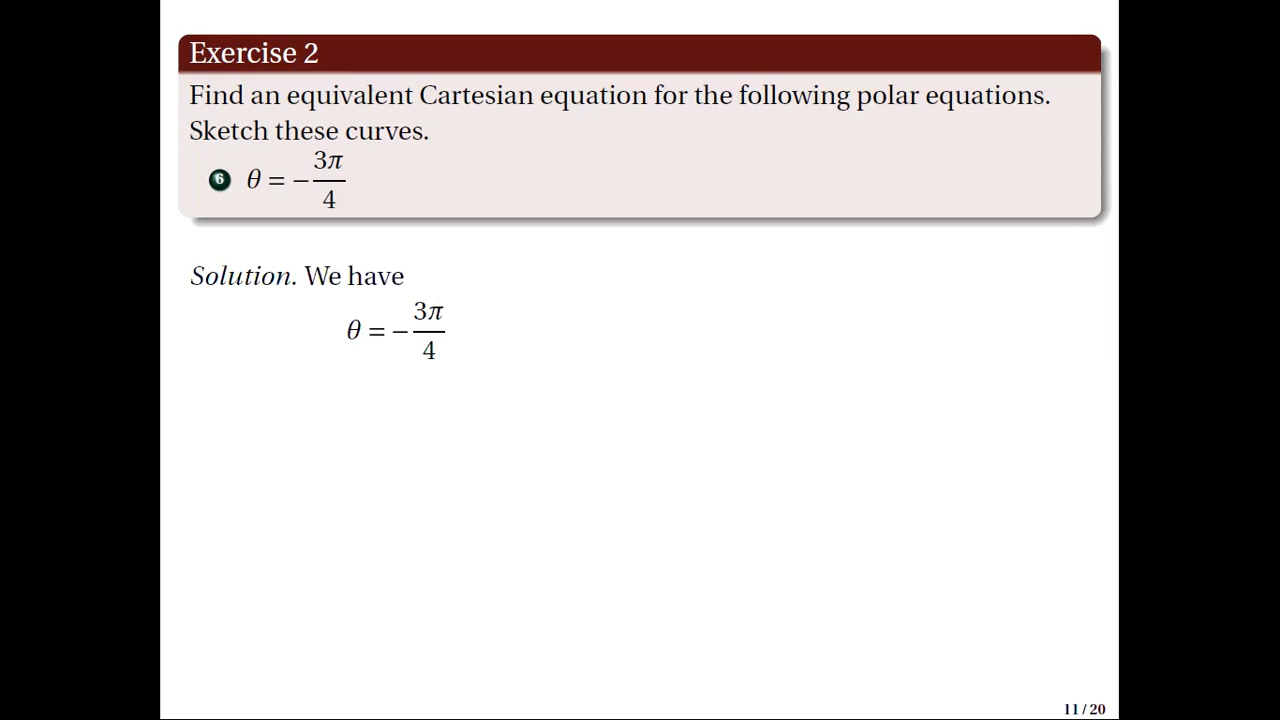 Exercise 2
Find an equivalent Cartesian equation for the following polar equations.
Sketch these curves.
6 θ = −3π/4
Solution. We have
θ = −3π/4
11 / 20